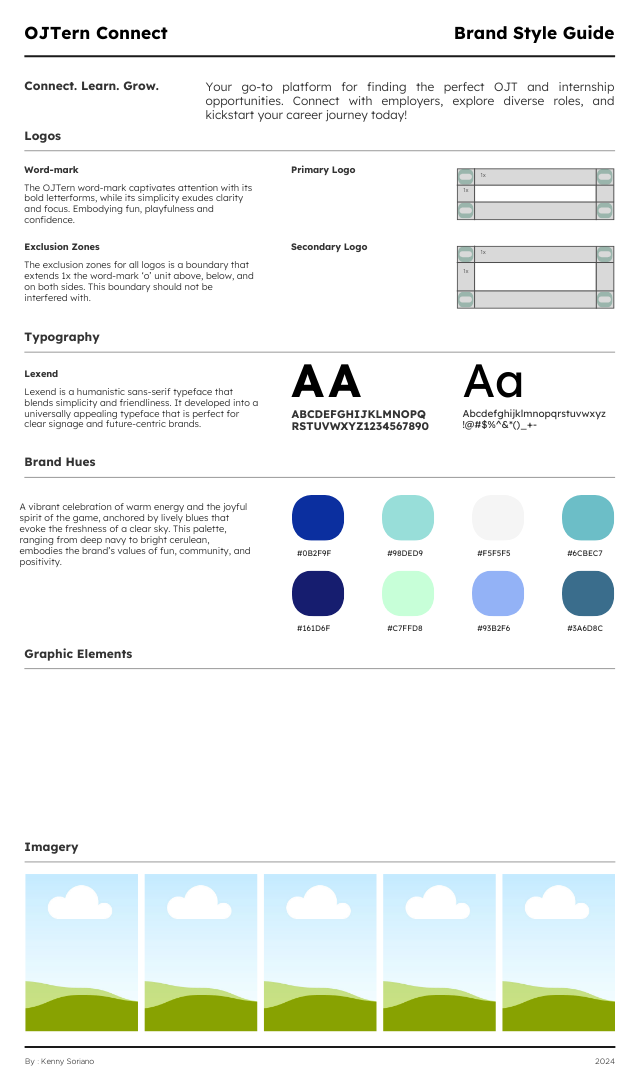 OJTern Connect
Brand Style Guide
Connect. Learn. Grow.
Your go-to platform for finding the perfect OJT and internship
opportunities. Connect with employers, explore diverse roles, and
kickstart your career journey today!
Logos
Word-mark
The OJTern word-mark captivates attention with its
bold letterforms, while its simplicity exudes clarity
and focus. Embodying fun, playfulness and
confidence.
Primary Logo
1x
1x
Exclusion Zones
The exclusion zones for all logos is a boundary that
extends 1x the word-mark ‘o’ unit above, below, and
on both sides. This boundary should not be
interfered with.
Secondary Logo
1x
1x
Typography
Lexend
Lexend is a humanistic sans-serif typeface that
blends simplicity and friendliness. It developed into a
universally appealing typeface that is perfect for
clear signage and future-centric brands.
AA
ABCDEFGHIJKLMNOPQ
RSTUVWXYZ1234567890
Aa
Abcdefghijklmnopqrstuvwxyz
!@#$%^&*()_+-
Brand Hues
A vibrant celebration of warm energy and the joyful
spirit of the game, anchored by lively blues that
evoke the freshness of a clear sky. This palette,
ranging from deep navy to bright cerulean,
embodies the brand’s values of fun, community, and
positivity.
#0B2F9F
#98DED9
#F5F5F5
#6CBEC7
#161D6F
#C7FFD8
#93B2F6
#3A6D8C
Graphic Elements
Imagery
By : Kenny Soriano
2024